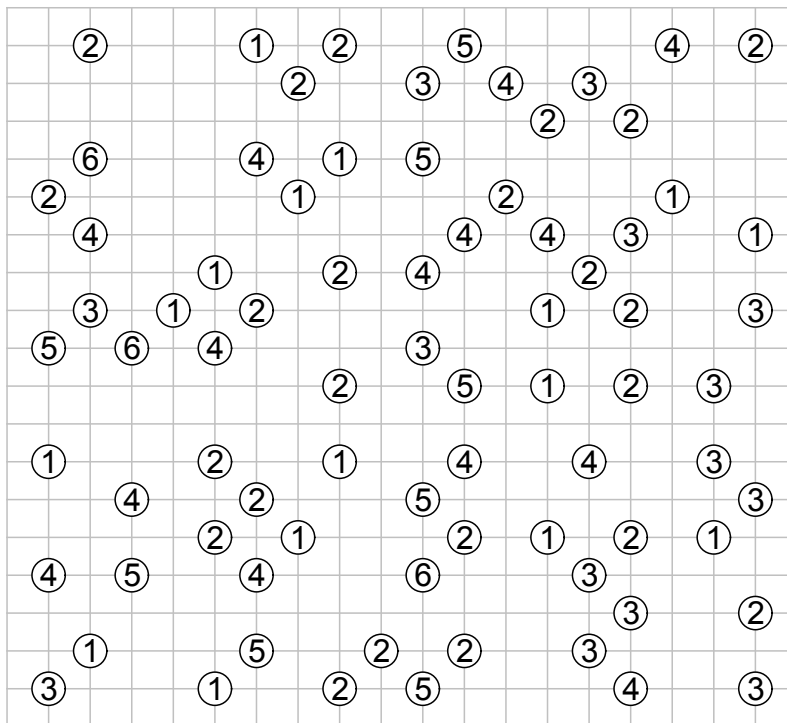 2 1 2 5 4 2
2 3 4 3
2 2
6 4 1 5
2 1 2 1
4 4 4 3 1
1 2 4 2
3 1 2 1 2 3
5 6 4 3
2 5 1 2 3
1 2 1 4 4 3
4 2 5 3
2 1 2 1 2 1
4 5 4 6 3
3 2
1 5 2 2 3
3 1 2 5 4 3